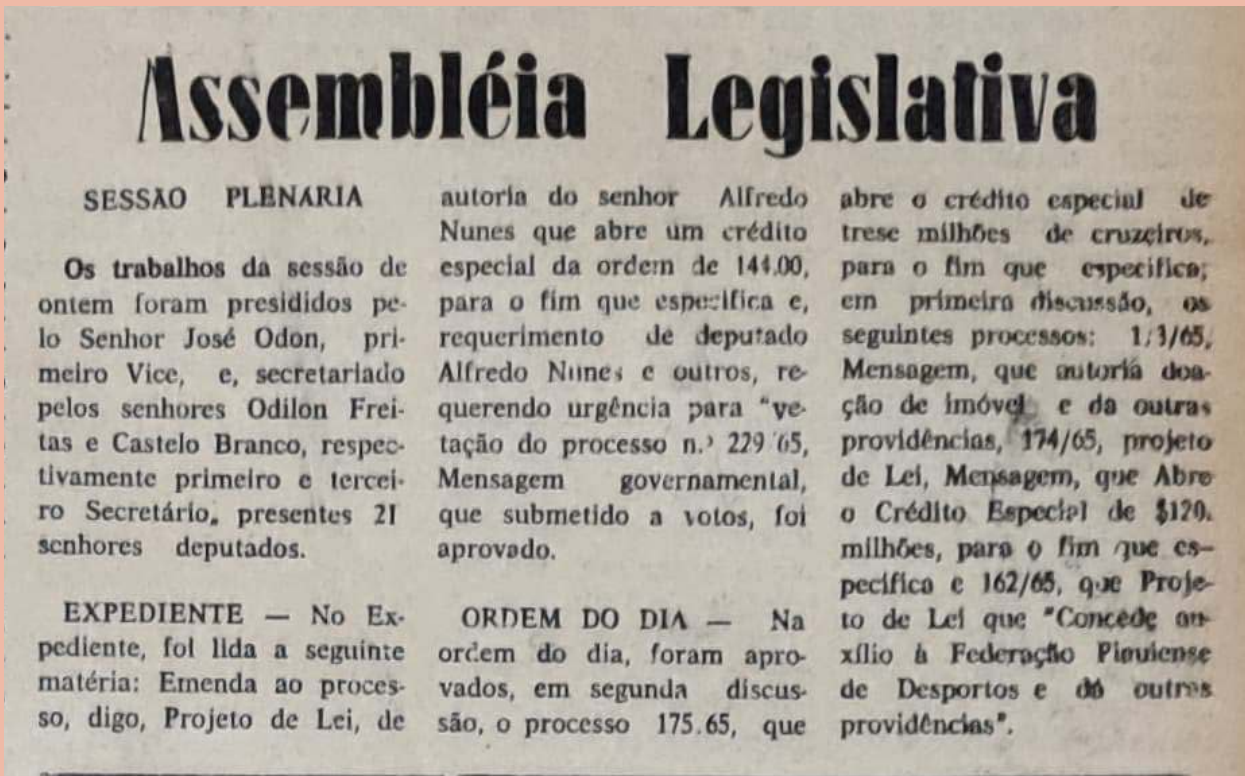 Assembléia Legislativa
SESSÃO PLENARIA
Os trabalhos da sessão de
ontem foram presididos pe-
lo Senhor José Odon, pri-
meiro Vice, e, secretariado
pelos senhores Odilon Frei-
tas e Castelo Branco, respec-
tivamente primeiro e tercei-
ro Secretário, presentes 21
senhores deputados.
EXPEDIENTE — No Ex-
pediente, foi lida a seguinte
matéria: Emenda ao proces-
so, digo, Projeto de Lei, de
autoria do senhor Alfredo
Nunes que abre um crédito
especial da ordem de 144.00,
para o fim que especifica e,
requerimento de deputado
Alfredo Nunes e outros, re-
querendo urgência para "ve-
tação do processo n.º 229/65,
Mensagem governamental,
que submetido a votos, foi
aprovado.
ORDEM DO DIA — Na
ordem do dia, foram apro-
vados, em segunda discus-
são, o processo 175.65, que
abre o crédito especial de
trese milhões de cruzeiros,
para o fim que especifica;
em primeira discussão, os
seguintes processos:
Mensagem, que autoria doa-
ção de imóvel e da outras
providências, 174/65, projeto
de Lei, Mensagem, que Abre
o Crédito Especial de $120.
milhões, para o fim que es-
pecifica e 162/65, que Proje-
to de Lei que "Concede au-
xílio à Federação Piauiense
de Desportos e dá outras
providências".